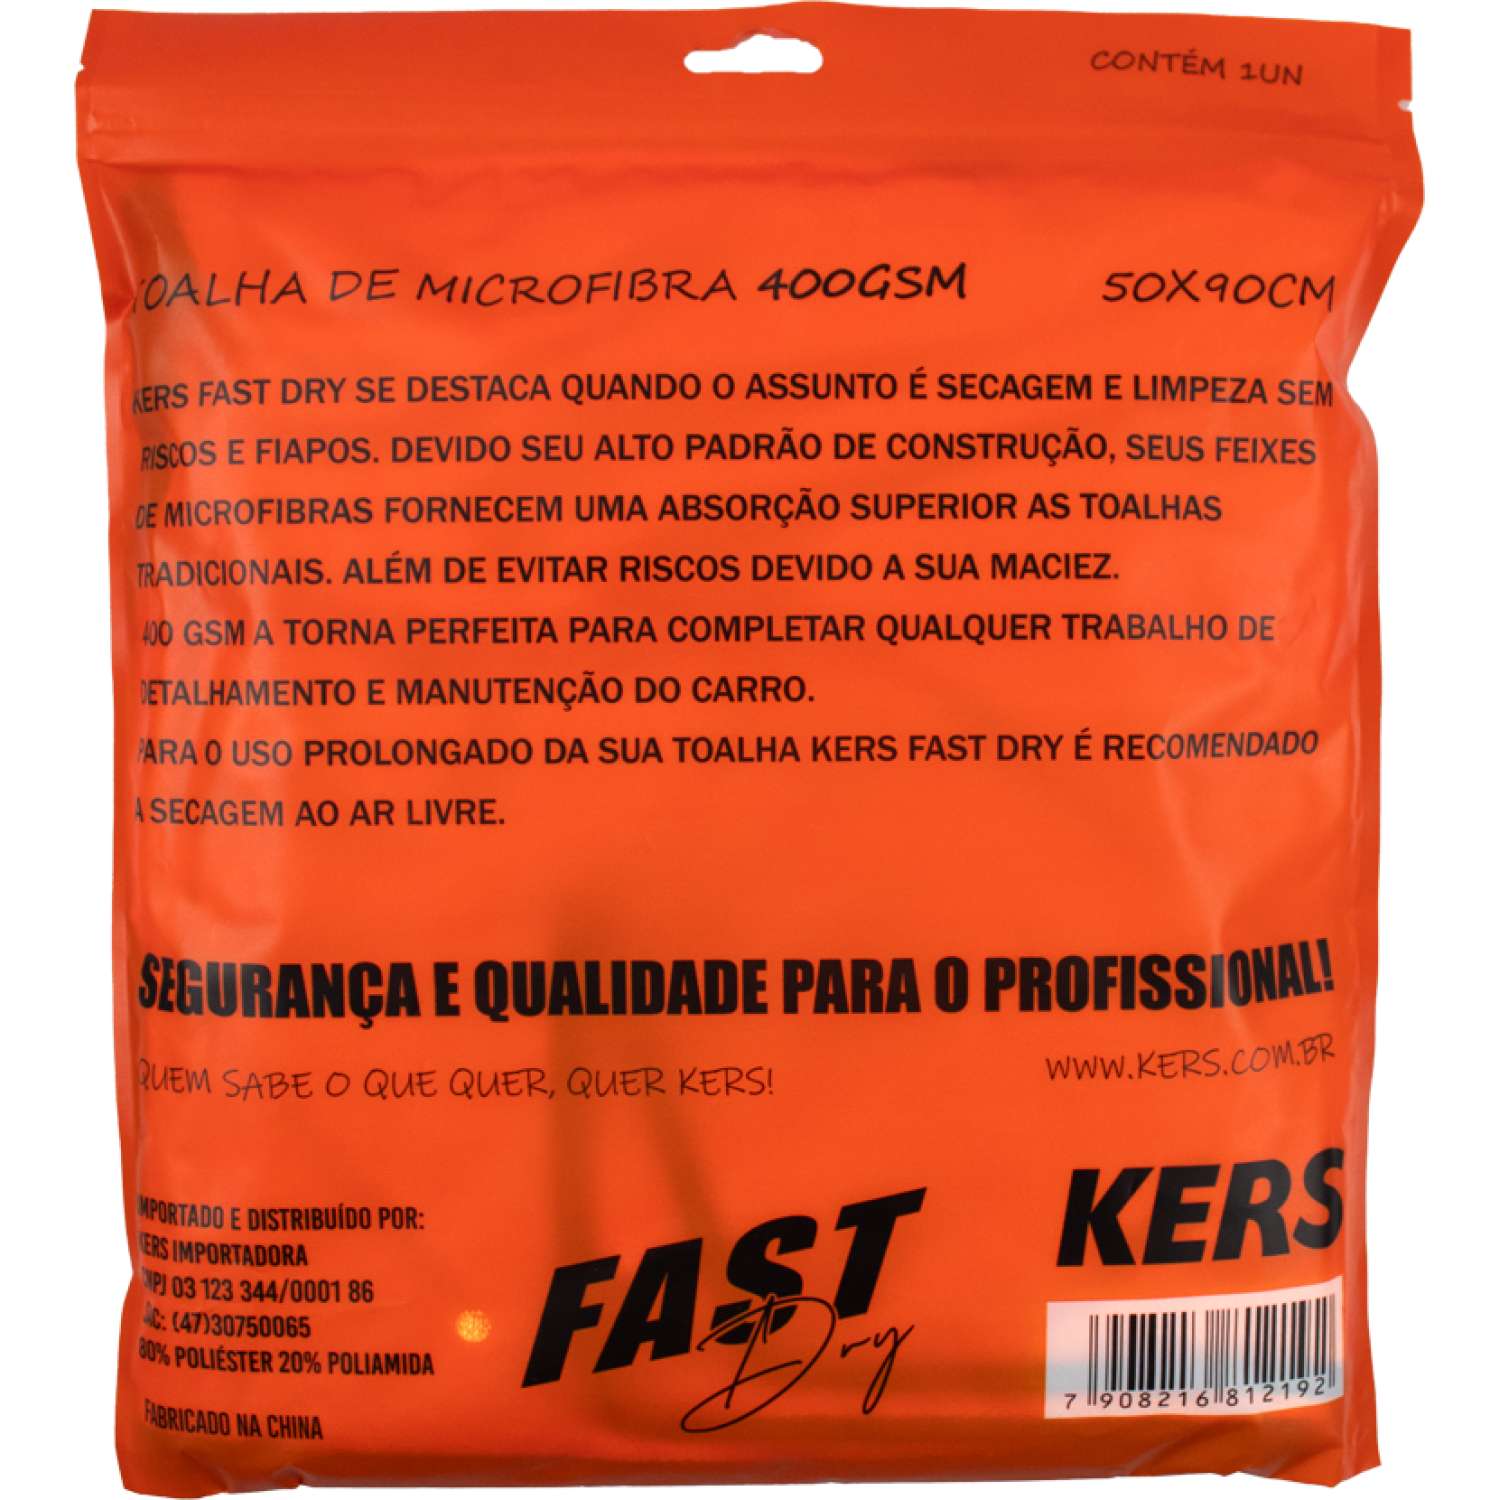 CONTÉM 1UN
TOALHA DE MICROFIBRA 400GSM 50X90CM
KERS FAST DRY SE DESTACA QUANDO O ASSUNTO É SECAGEM E LIMPEZA SEM
RISCOS E FIAPOS. DEVIDO SEU ALTO PADRÃO DE CONSTRUÇÃO, SEUS FEIXES
DE MICROFIBRAS FORNECEM UMA ABSORÇÃO SUPERIOR AS TOALHAS
TRADICIONAIS. ALÉM DE EVITAR RISCOS DEVIDO A SUA MACIEZ.
400 GSM A TORNA PERFEITA PARA COMPLETAR QUALQUER TRABALHO DE
DETALHAMENTO E MANUTENÇÃO DO CARRO.
PARA O USO PROLONGADO DA SUA TOALHA KERS FAST DRY É RECOMENDADO
A SECAGEM AO AR LIVRE.
SEGURANÇA E QUALIDADE PARA O PROFISSIONAL!
QUEM SABE O QUE QUER, QUER KERS!
WWW.KERS.COM.BR
IMPORTADO E DISTRIBUÍDO POR:
KERS IMPORTADORA
CNPJ 03 123 344/0001 86
SAC: (47)30750065
80% POLIÉSTER 20% POLIAMIDA
FABRICADO NA CHINA
FAST
Dry
KERS
7 908216 812192